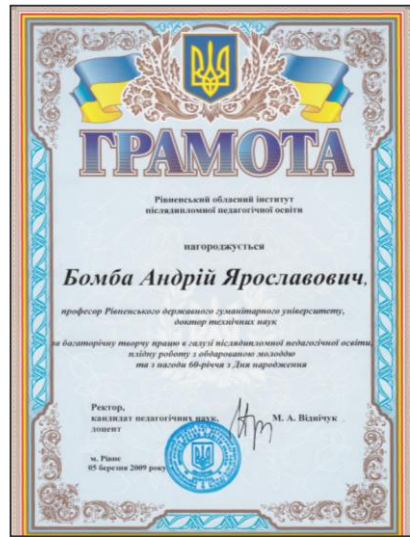 ГРАМОТА
Рівненський обласний інститут
післядипломної педагогічної освіти
нагороджується
Бомба Андрій Ярославович,
професор Рівненського державного гуманітарного університету,
доктор технічних наук
за багаторічну творчу працю в галузі післядипломної педагогічної освіти,
плідну роботу з обдарованою молоддю
та з нагоди 60-річчя з Дня народження
Ректор,
кандидат педагогічних наук,
доцент М. А. Віднічук
м. Рівне
05 березня 2009 року